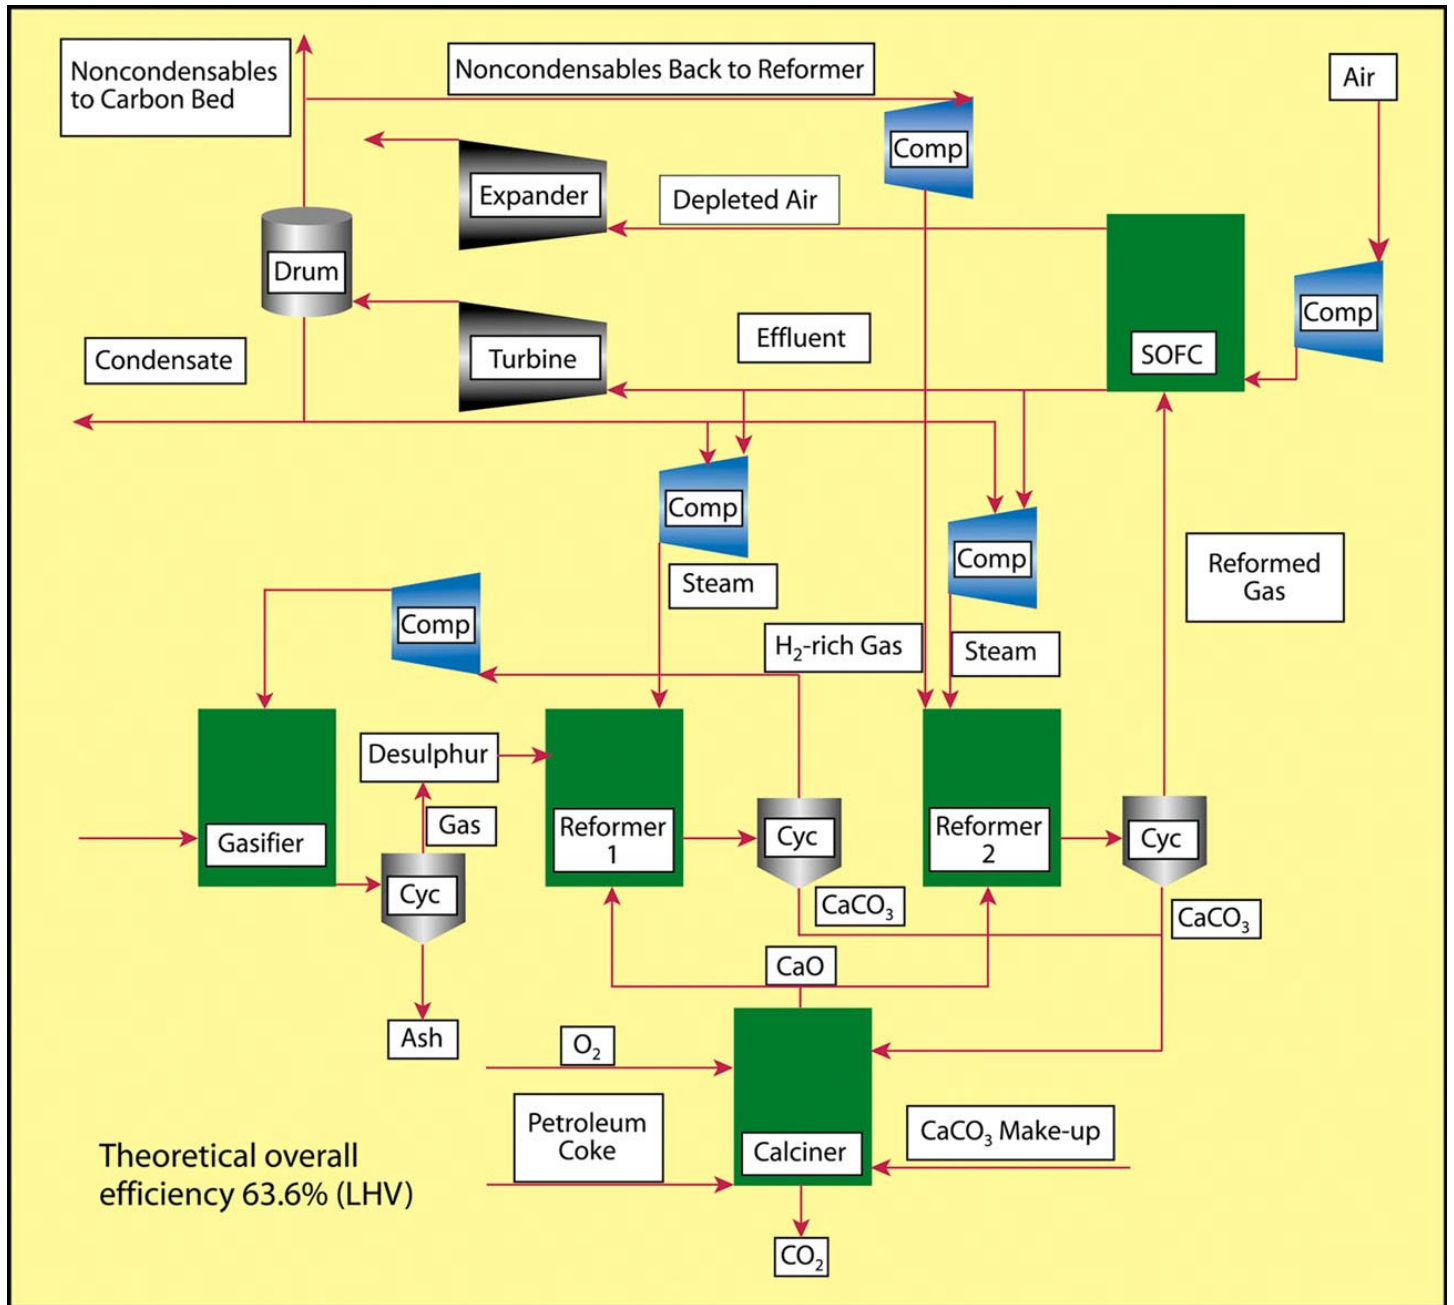 Noncondensables
to Carbon Bed
Noncondensables Back to Reformer
Air
Comp
Expander
Depleted Air
Drum
Comp
Condensate
Turbine
Effluent
SOFC
Comp
Comp
Steam
Reformed
Gas
Comp
H₂-rich Gas
Steam
Desulphur
Gas
Gasifier
Reformer
1
Cyc
Reformer
2
Cyc
Cyc
CaCO₃
CaCO₃
CaO
Ash
O₂
Petroleum
Coke
CaCO₃ Make-up
Calciner
Theoretical overall
efficiency 63.6% (LHV)
CO₂